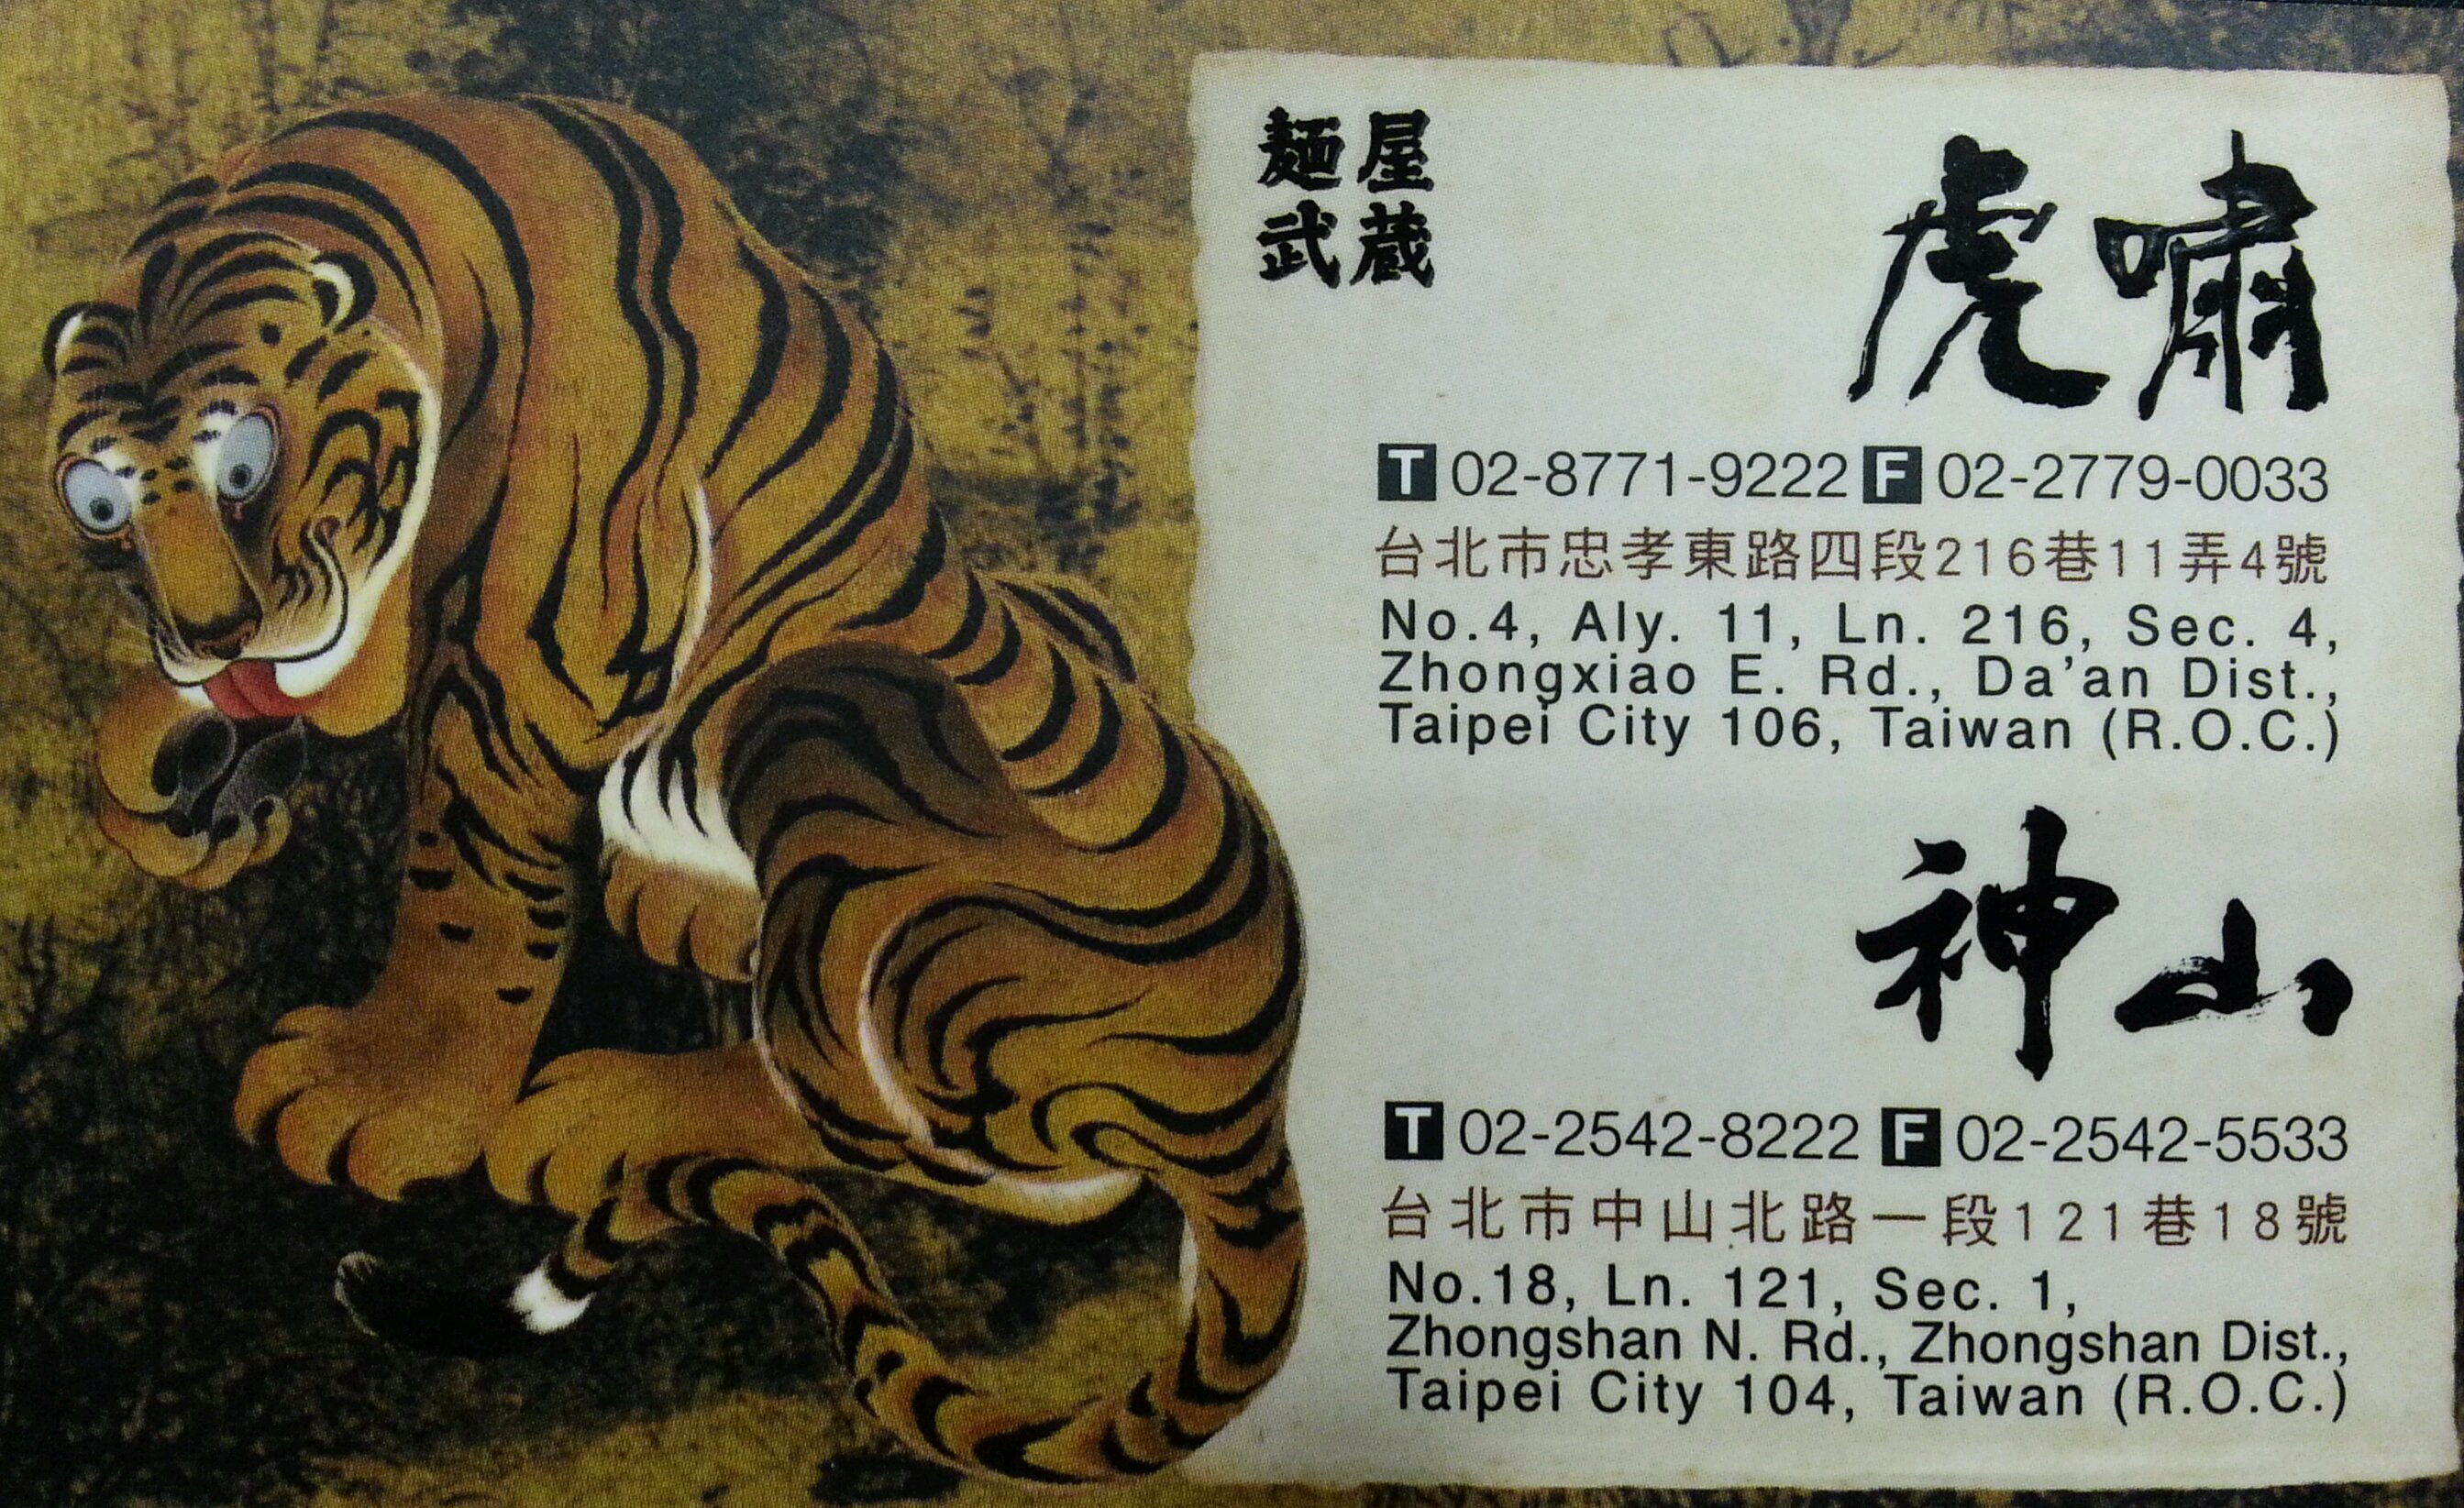 麺屋
武蔵
虎嘯
T 02-8771-9222 F 02-2779-0033
台北市忠孝東路四段216巷11弄4號
No.4, Aly. 11, Ln. 216, Sec. 4,
Zhongxiao E. Rd., Da'an Dist.,
Taipei City 106, Taiwan (R.O.C.)
神山
T 02-2542-8222 F 02-2542-5533
台北市中山北路一段121巷18號
No.18, Ln. 121, Sec. 1,
Zhongshan N. Rd., Zhongshan Dist.,
Taipei City 104, Taiwan (R.O.C.)